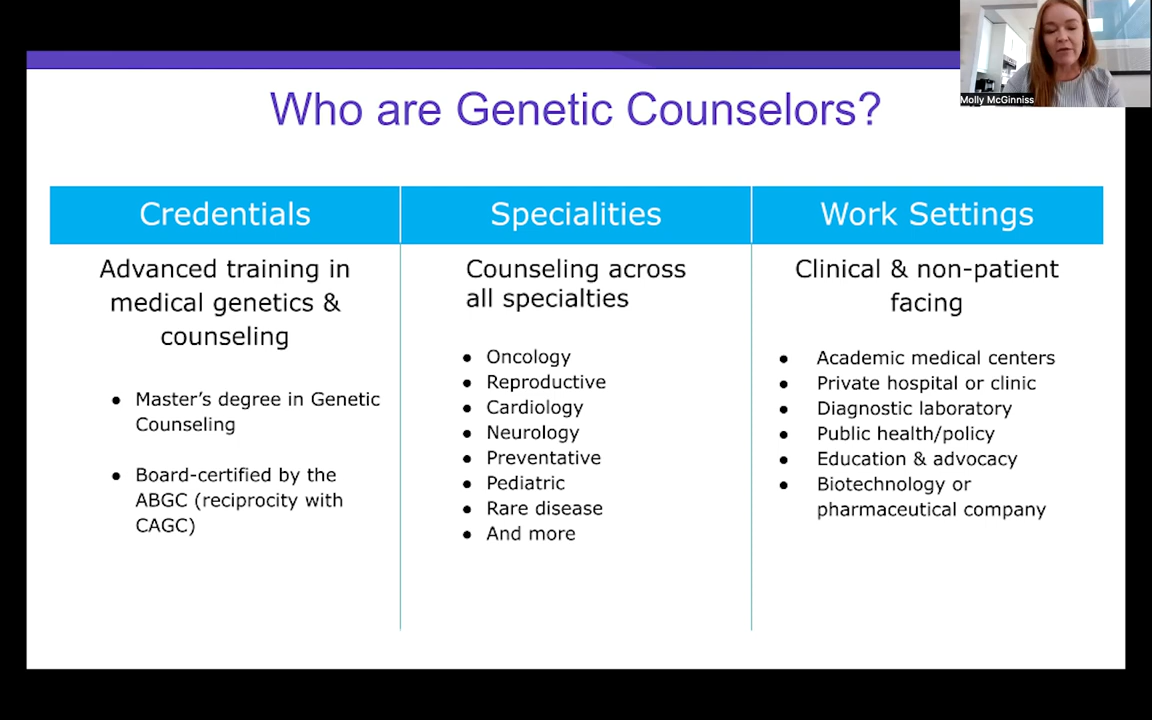 Molly McGinniss
Who are Genetic Counselors?
Credentials
Advanced training in
medical genetics &
counseling
● Master’s degree in Genetic
Counseling
● Board-certified by the
ABGC (reciprocity with
CAGC)
Specialities
Counseling across
all specialties
● Oncology
● Reproductive
● Cardiology
● Neurology
● Preventative
● Pediatric
● Rare disease
● And more
Work Settings
Clinical & non-patient
facing
● Academic medical centers
● Private hospital or clinic
● Diagnostic laboratory
● Public health/policy
● Education & advocacy
● Biotechnology or
pharmaceutical company